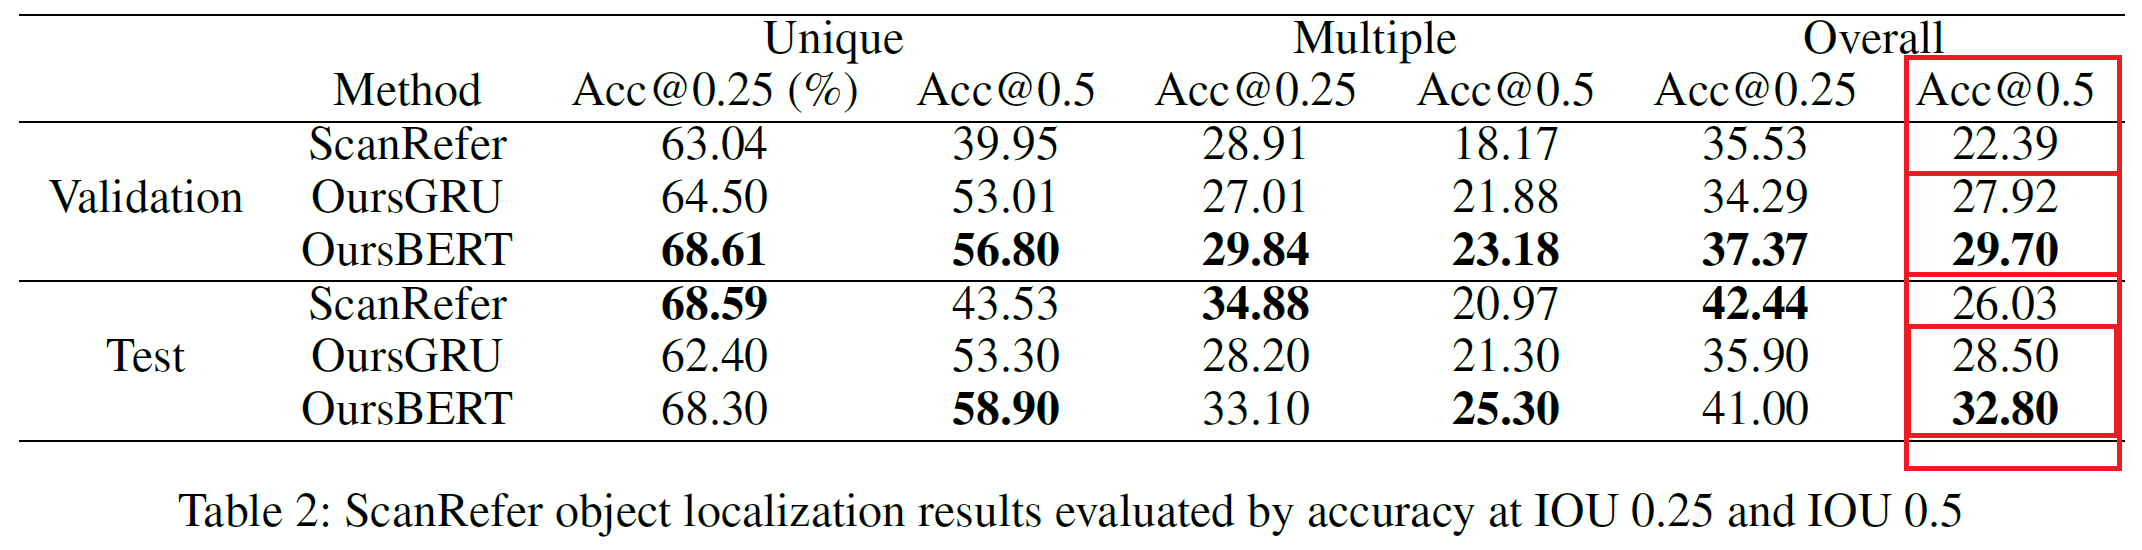 Unique Multiple Overall
Method Acc@0.25 (%) Acc@0.5 Acc@0.25 Acc@0.5 Acc@0.25 Acc@0.5
ScanRefer 63.04 39.95 28.91 18.17 35.53 22.39
Validation OursGRU 64.50 53.01 27.01 21.88 34.29 27.92
OursBERT 68.61 56.80 29.84 23.18 37.37 29.70
ScanRefer 68.59 43.53 34.88 20.97 42.44 26.03
Test OursGRU 62.40 53.30 28.20 21.30 35.90 28.50
OursBERT 68.30 58.90 33.10 25.30 41.00 32.80
Table 2: ScanRefer object localization results evaluated by accuracy at IOU 0.25 and IOU 0.5